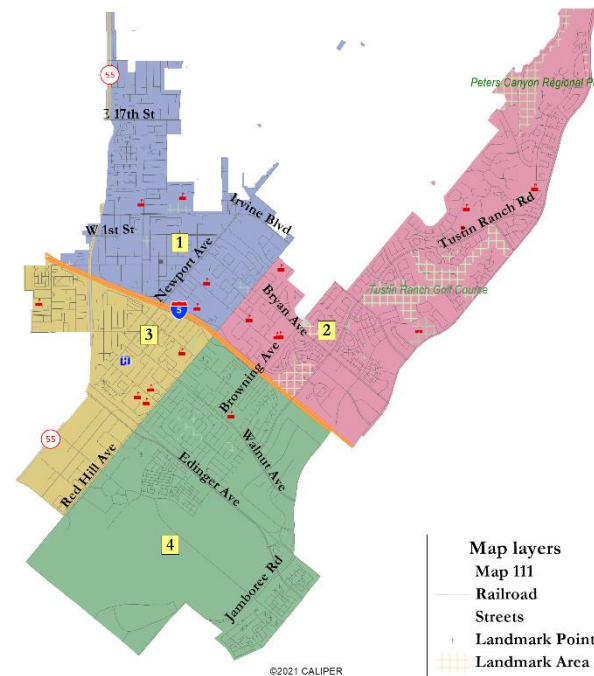 55
E 17th St
Peters Canyon Regional P
Irvine Blvd
Tustin Ranch Rd
W 1st St
1
Newport Ave
Tustin Ranch Golf Course
5
Bryan Ave
2
3
H
Browning Ave
55
Red Hill Ave
Walnut Ave
Edinger Ave
4
Jamboree Rd
Map layers
Map 111
Railroad
Streets
Landmark Point
Landmark Area
©2021 CALIPER